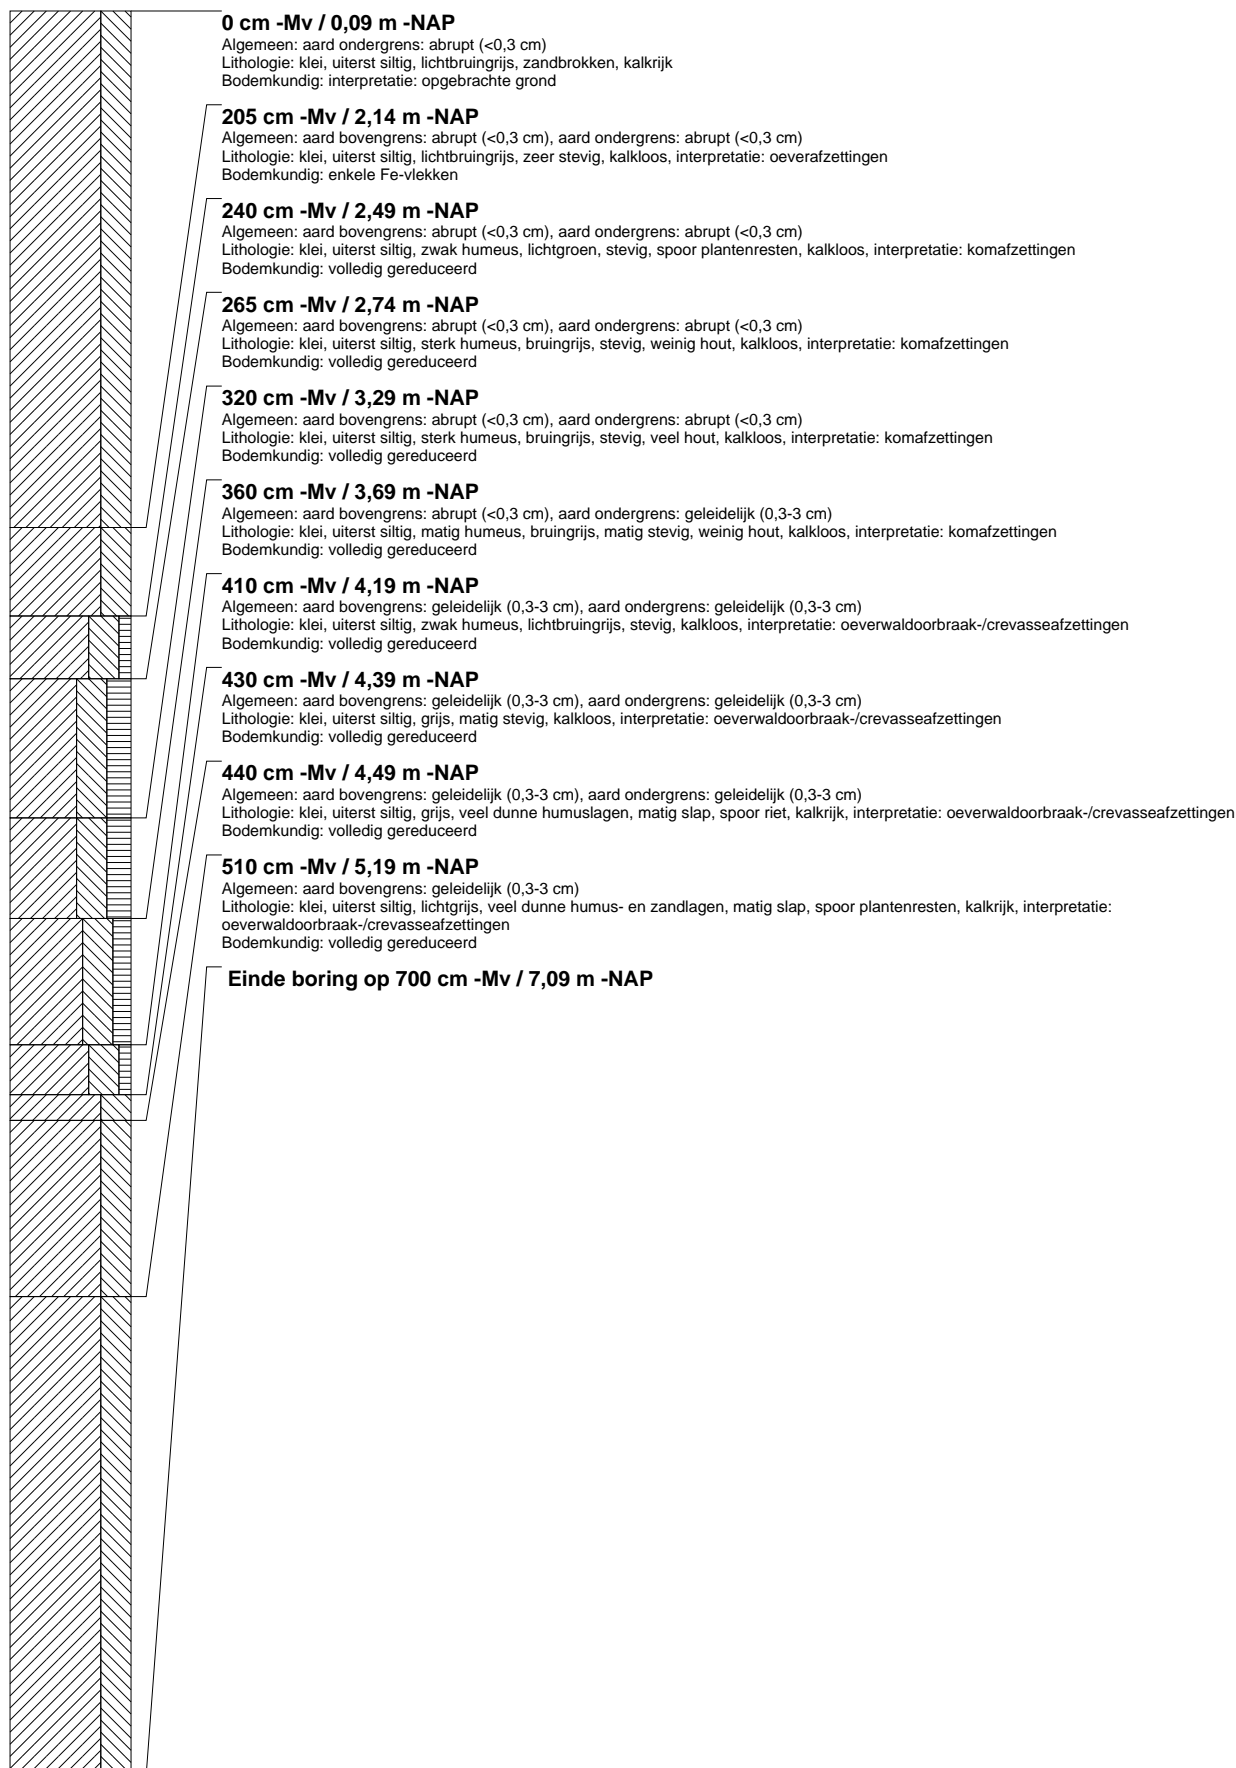 0 cm -Mv / 0,09 m -NAP
Algemeen: aard ondergrens: abrupt (<0,3 cm)
Lithologie: klei, uiterst siltig, lichtbruingrijs, zandbrokken, kalkrijk
Bodemkundig: interpretatie: opgebrachte grond
205 cm -Mv / 2,14 m -NAP
Algemeen: aard bovengrens: abrupt (<0,3 cm), aard ondergrens: abrupt (<0,3 cm)
Lithologie: klei, uiterst siltig, lichtbruingrijs, zeer stevig, kalkloos, interpretatie: oeverafzettingen
Bodemkundig: enkele Fe-vlekken
240 cm -Mv / 2,49 m -NAP
Algemeen: aard bovengrens: abrupt (<0,3 cm), aard ondergrens: abrupt (<0,3 cm)
Lithologie: klei, uiterst siltig, zwak humeus, lichtgroen, stevig, spoor plantenresten, kalkloos, interpretatie: komafzettingen
Bodemkundig: volledig gereduceerd
265 cm -Mv / 2,74 m -NAP
Algemeen: aard bovengrens: abrupt (<0,3 cm), aard ondergrens: abrupt (<0,3 cm)
Lithologie: klei, uiterst siltig, sterk humeus, bruingrijs, stevig, weinig hout, kalkloos, interpretatie: komafzettingen
Bodemkundig: volledig gereduceerd
320 cm -Mv / 3,29 m -NAP
Algemeen: aard bovengrens: abrupt (<0,3 cm), aard ondergrens: abrupt (<0,3 cm)
Lithologie: klei, uiterst siltig, sterk humeus, bruingrijs, stevig, veel hout, kalkloos, interpretatie: komafzettingen
Bodemkundig: volledig gereduceerd
360 cm -Mv / 3,69 m -NAP
Algemeen: aard bovengrens: abrupt (<0,3 cm), aard ondergrens: geleidelijk (0,3-3 cm)
Lithologie: klei, uiterst siltig, matig humeus, bruingrijs, matig stevig, weinig hout, kalkloos, interpretatie: komafzettingen
Bodemkundig: volledig gereduceerd
410 cm -Mv / 4,19 m -NAP
Algemeen: aard bovengrens: geleidelijk (0,3-3 cm), aard ondergrens: geleidelijk (0,3-3 cm)
Lithologie: klei, uiterst siltig, zwak humeus, lichtbruingrijs, stevig, kalkloos, interpretatie: oeverwaldoorbraak-/crevasseafzettingen
Bodemkundig: volledig gereduceerd
430 cm -Mv / 4,39 m -NAP
Algemeen: aard bovengrens: geleidelijk (0,3-3 cm), aard ondergrens: geleidelijk (0,3-3 cm)
Lithologie: klei, uiterst siltig, grijs, matig stevig, kalkloos, interpretatie: oeverwaldoorbraak-/crevasseafzettingen
Bodemkundig: volledig gereduceerd
440 cm -Mv / 4,49 m -NAP
Algemeen: aard bovengrens: geleidelijk (0,3-3 cm), aard ondergrens: geleidelijk (0,3-3 cm)
Lithologie: klei, uiterst siltig, grijs, veel dunne humuslagen, matig slap, spoor riet, kalkrijk, interpretatie: oeverwaldoorbraak-/crevasseafzettingen
Bodemkundig: volledig gereduceerd
510 cm -Mv / 5,19 m -NAP
Algemeen: aard bovengrens: geleidelijk (0,3-3 cm)
Lithologie: klei, uiterst siltig, lichtgrijs, veel dunne humus- en zandlagen, matig slap, spoor plantenresten, kalkrijk, interpretatie:
oeverwaldoorbraak-/crevasseafzettingen
Bodemkundig: volledig gereduceerd
Einde boring op 700 cm -Mv / 7,09 m -NAP